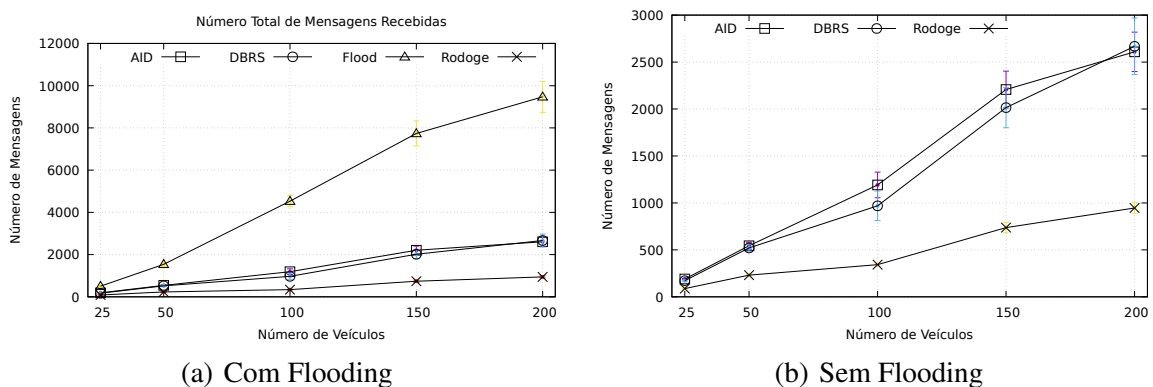 Número Total de Mensagens Recebidas
AID DBRS Flood Rodoge
12000
10000
8000
6000
4000
2000
0
Número de Mensagens
25 50 100 150 200
Número de Veículos
(a) Com Flooding
AID DBRS Rodoge
3000
2500
2000
1500
1000
500
0
Número de Mensagens
25 50 100 150 200
Número de Veículos
(b) Sem Flooding